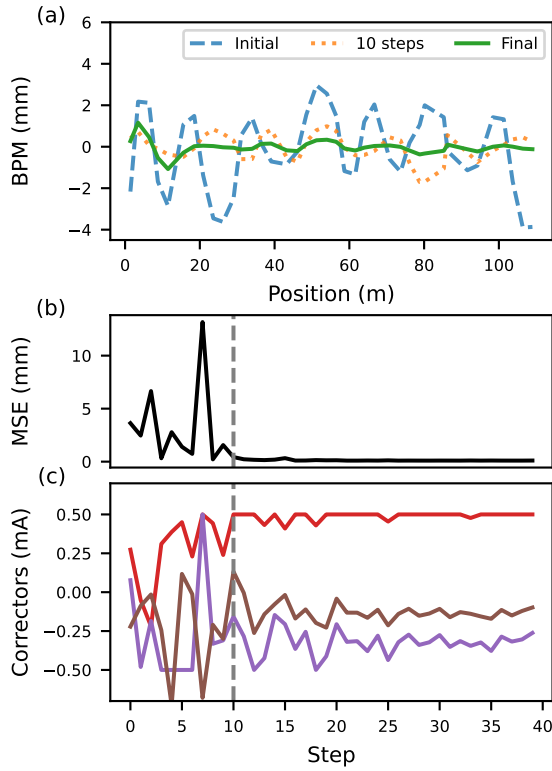 (a)
6
4
2
0
−2
−4
BPM (mm)
Initial
10 steps
Final
0
20
40
60
80
100
Position (m)
(b)
10
5
0
MSE (mm)
(c)
0.50
0.25
0.00
−0.25
−0.50
Correctors (mA)
0
5
10
15
20
25
30
35
40
Step